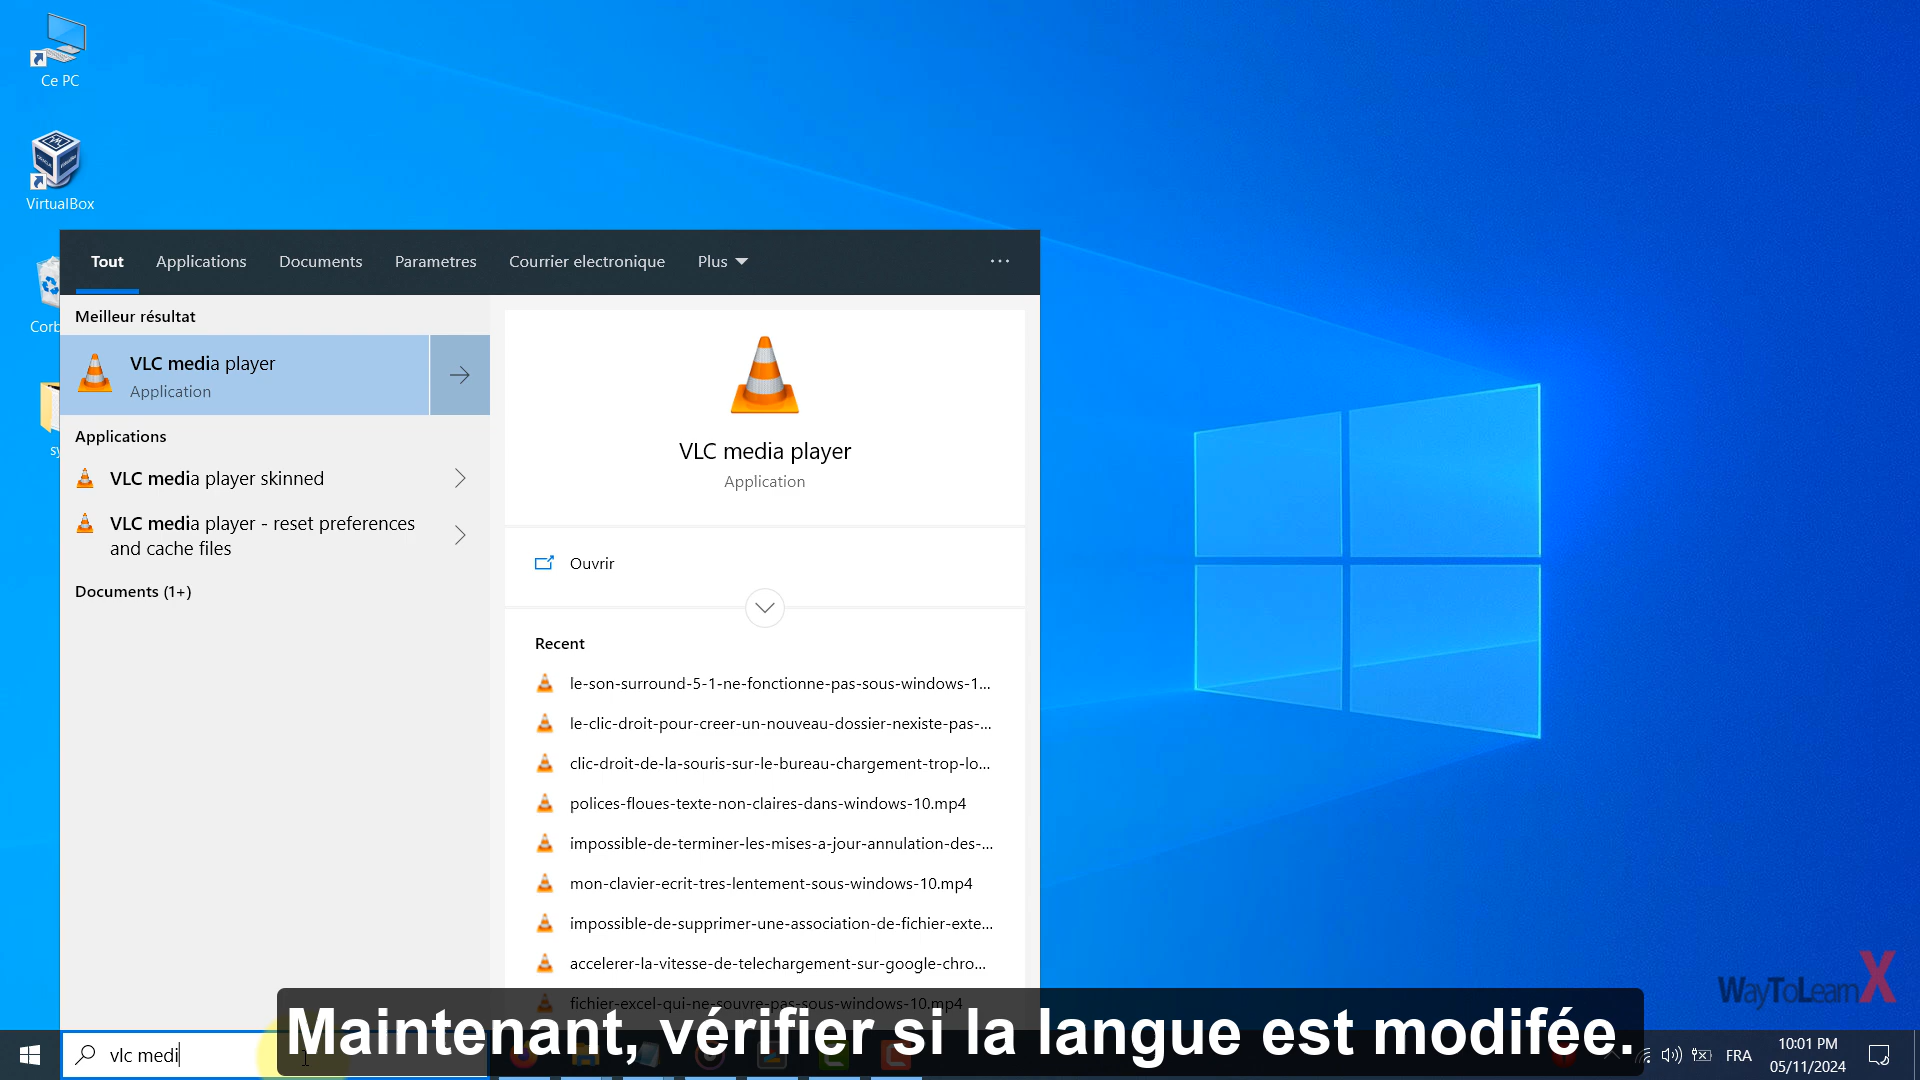 Ce PC
VirtualBox
Corb
sy
Tout Applications Documents Parametres Courrier electronique Plus ...
Meilleur résultat
VLC media player
Application
Applications
VLC media player skinned
VLC media player - reset preferences
and cache files
Documents (1+)
VLC media player
Application
Ouvrir
Recent
le-son-surround-5-1-ne-fonctionne-pas-sous-windows-1...
le-clic-droit-pour-creer-un-nouveau-dossier-nexiste-pas-...
clic-droit-de-la-souris-sur-le-bureau-chargement-trop-lo...
polices-floues-texte-non-claires-dans-windows-10.mp4
impossible-de-terminer-les-mises-a-jour-annulation-des-...
mon-clavier-ecrit-tres-lentement-sous-windows-10.mp4
impossible-de-supprimer-une-association-de-fichier-exte...
accelerer-la-vitesse-de-telechargement-sur-google-chro...
fichier-excel-qui-ne-souvre-pas-sous-windows-10.mp4
WayToLearnX
Maintenant, vérifier si la langue est modifée.
vlc medi
FRA
10:01 PM
05/11/2024